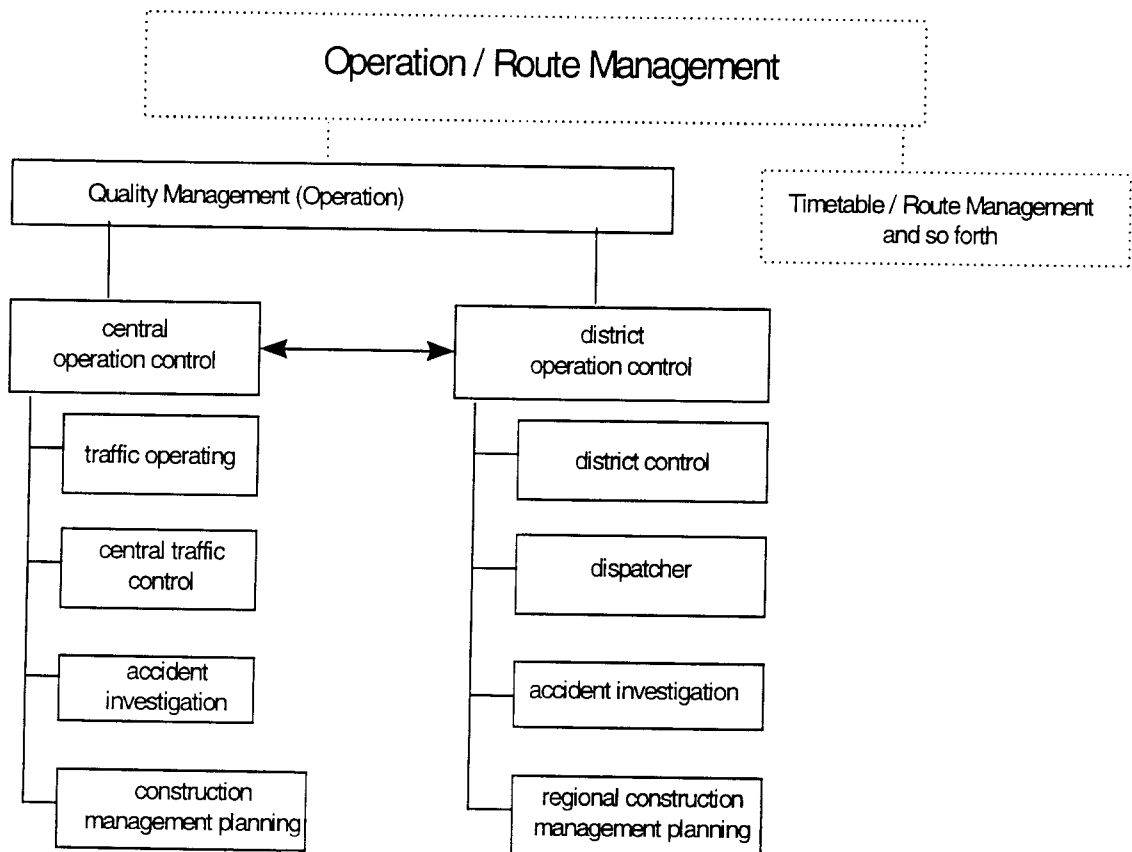 Operation / Route Management
Quality Management (Operation)
Timetable / Route Management
and so forth
central
operation control
district
operation control
traffic operating
central traffic
control
accident
investigation
construction
management planning
district control
dispatcher
accident investigation
regional construction
management planning